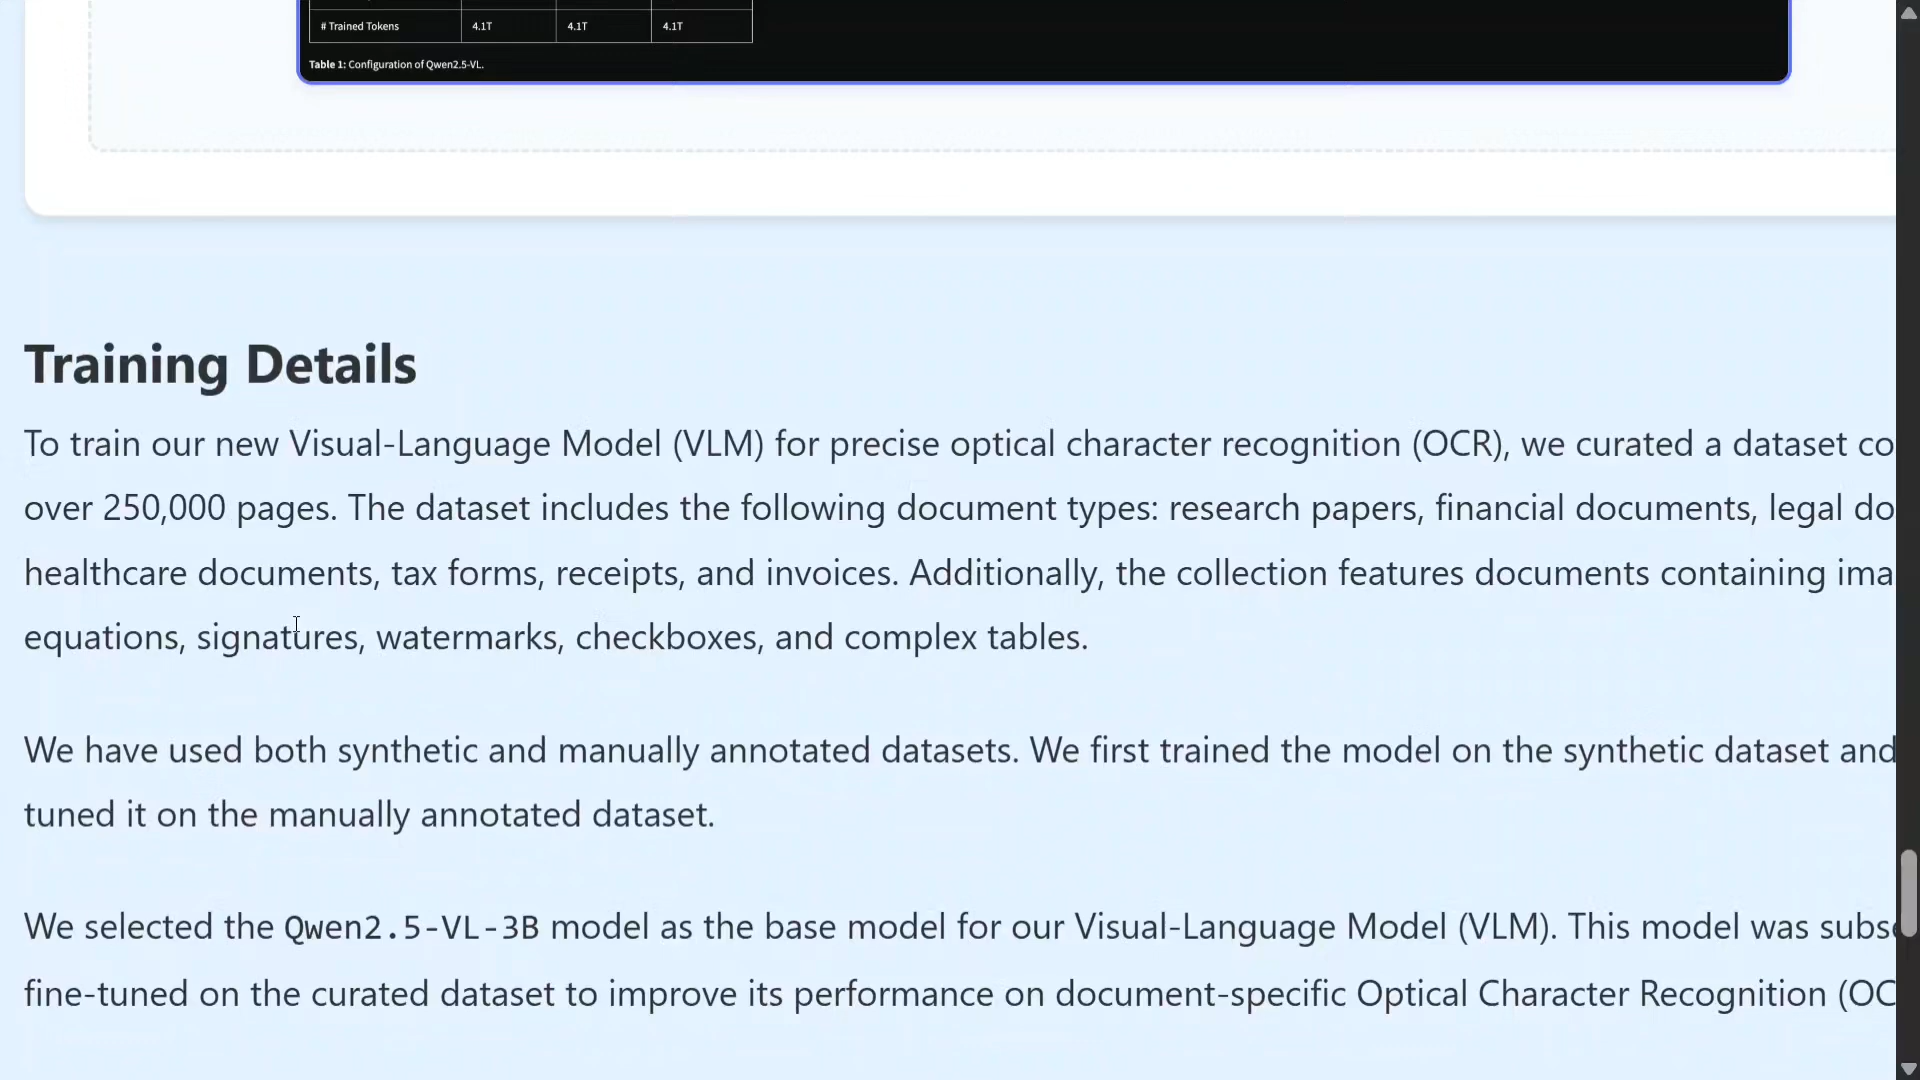 # Trained Tokens 4.1T 4.1T 4.1T
Table 1: Configuration of Qwen2.5-VL.
Training Details
To train our new Visual-Language Model (VLM) for precise optical character recognition (OCR), we curated a dataset co
over 250,000 pages. The dataset includes the following document types: research papers, financial documents, legal do
healthcare documents, tax forms, receipts, and invoices. Additionally, the collection features documents containing ima
equations, signatures, watermarks, checkboxes, and complex tables.
We have used both synthetic and manually annotated datasets. We first trained the model on the synthetic dataset and
tuned it on the manually annotated dataset.
We selected the Qwen2.5-VL-3B model as the base model for our Visual-Language Model (VLM). This model was subse
fine-tuned on the curated dataset to improve its performance on document-specific Optical Character Recognition (OC